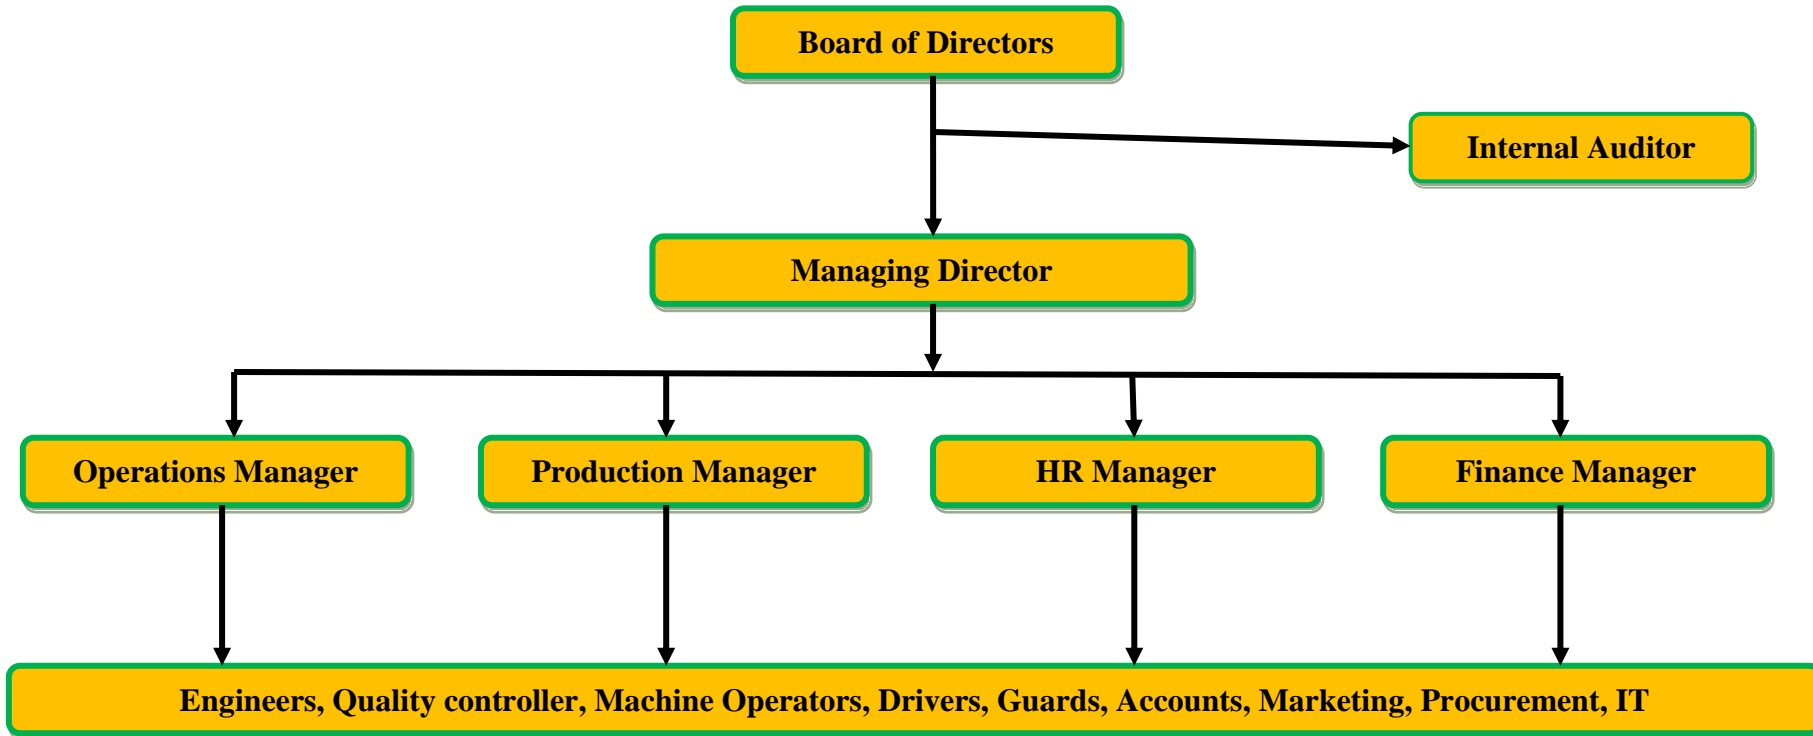 Board of Directors
Internal Auditor
Managing Director
Operations Manager
Production Manager
HR Manager
Finance Manager
Engineers, Quality controller, Machine Operators, Drivers, Guards, Accounts, Marketing, Procurement, IT